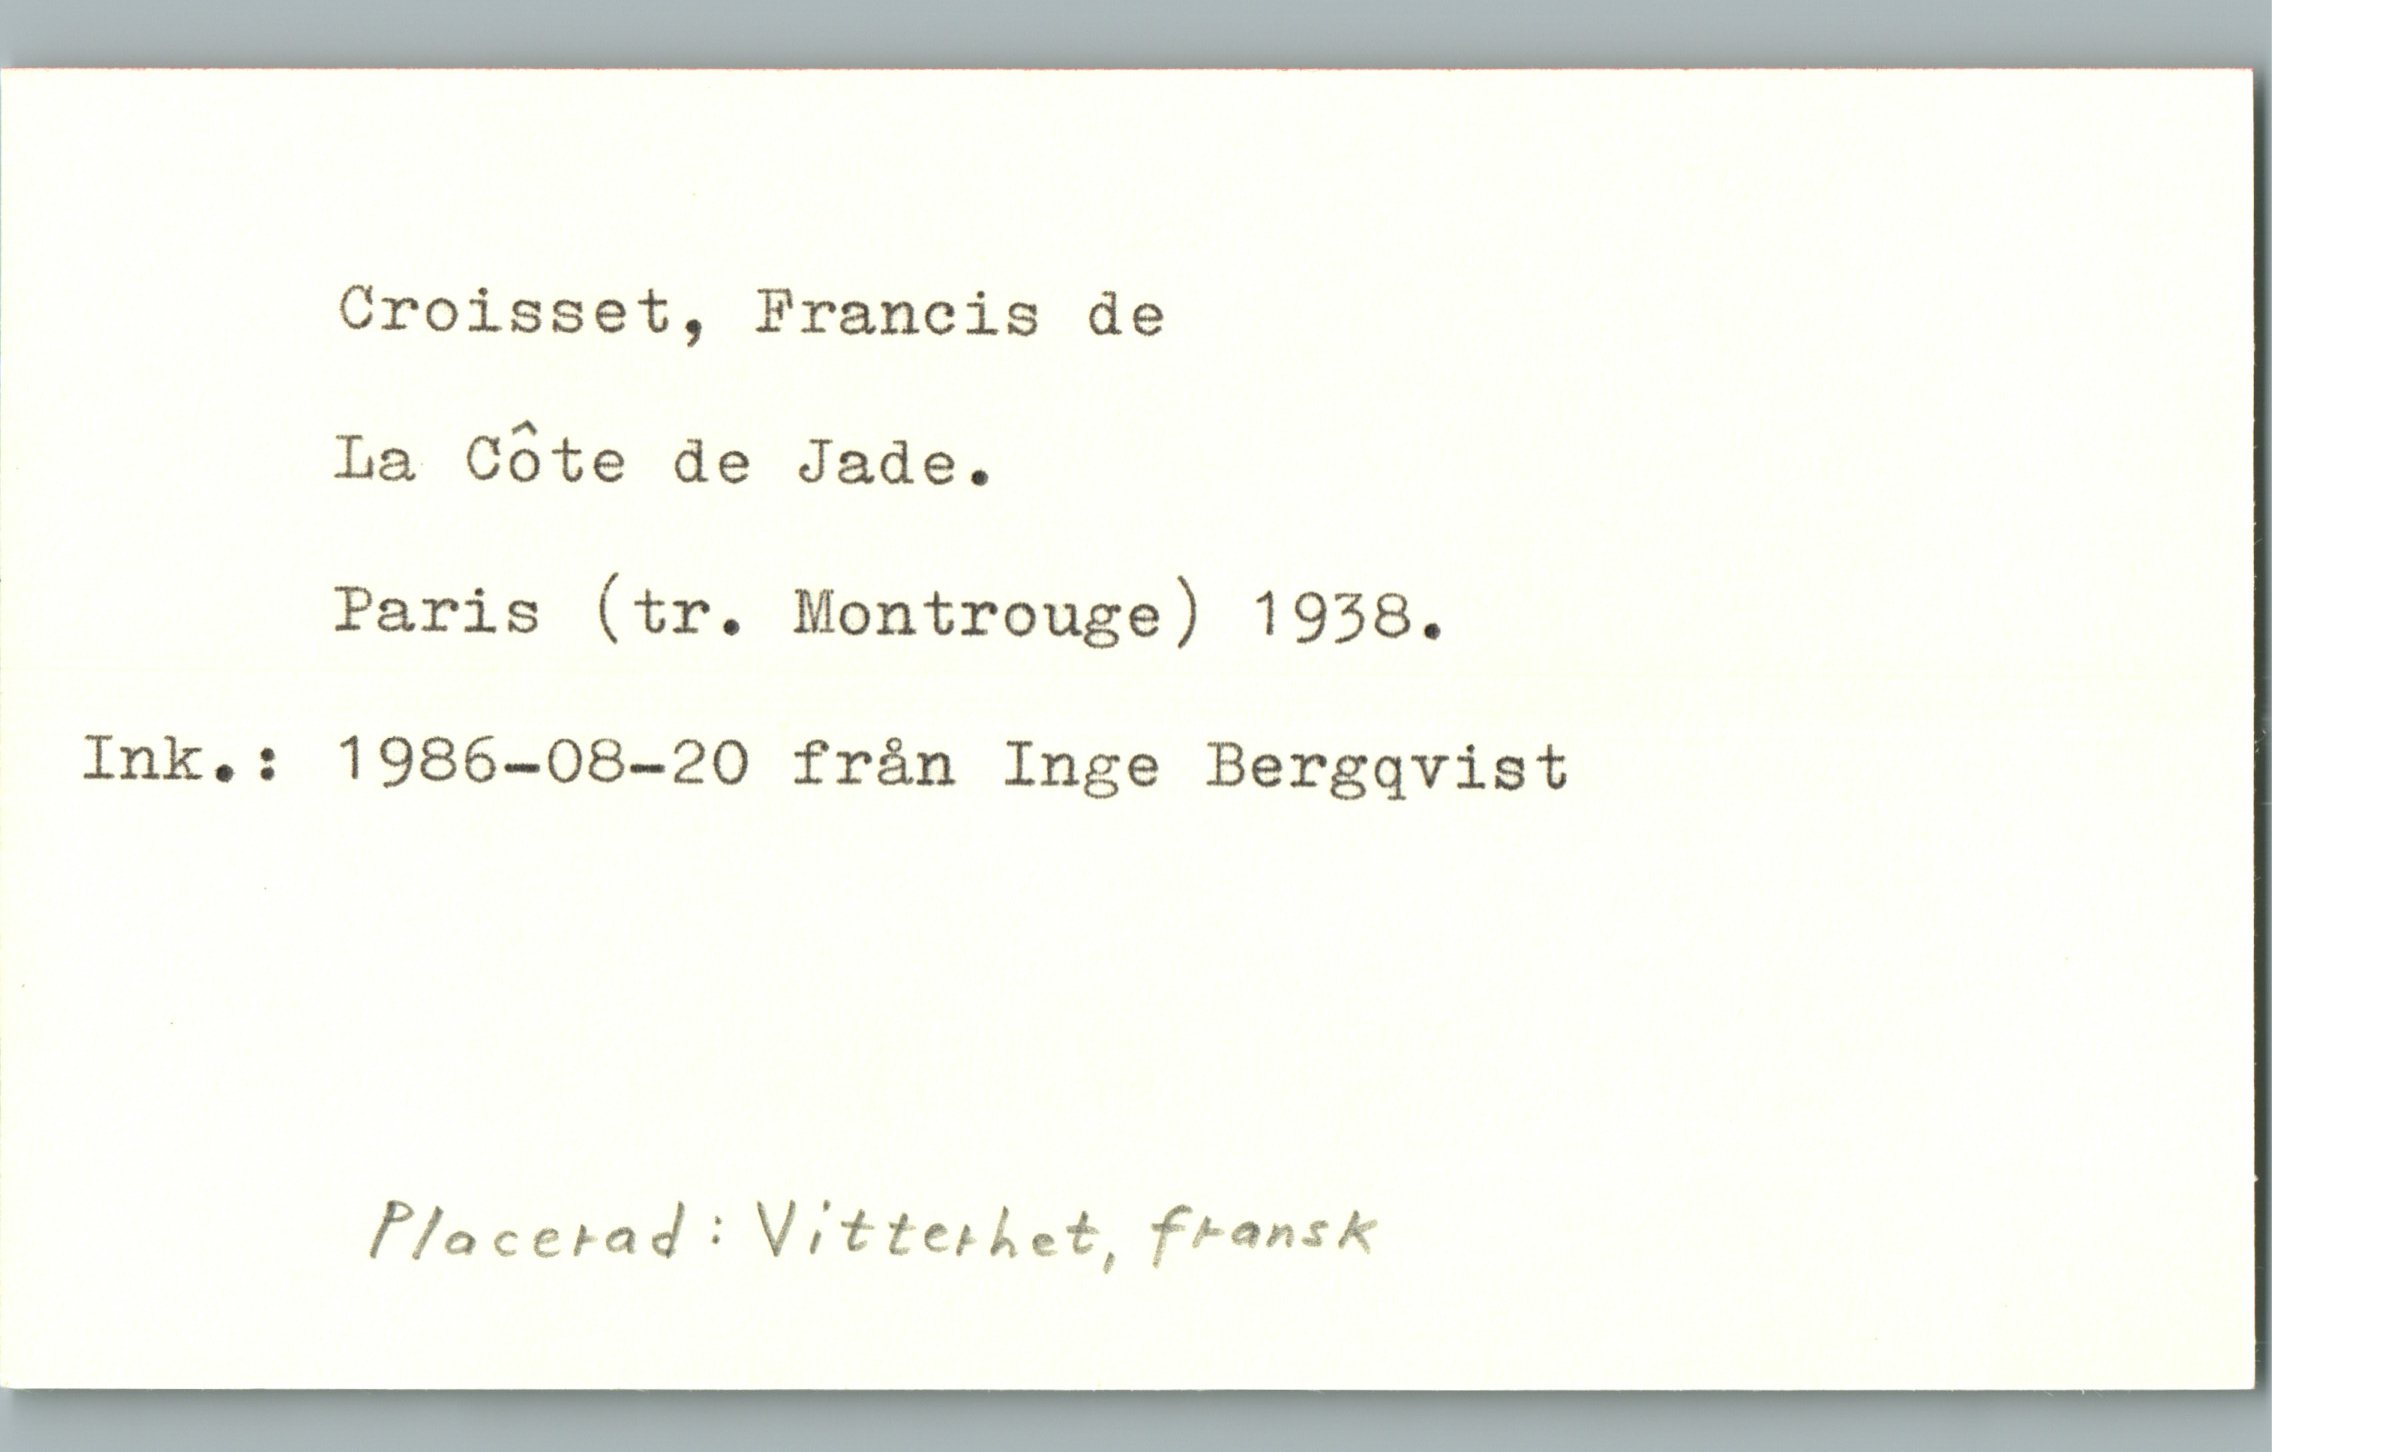 Croisset, Francis de
La Côte de Jade.
Paris (tr. Montrouge) 1938.
Ink.: 1986-08-20 från Inge Bergqvist
Placerad: Vitterhet, fransk